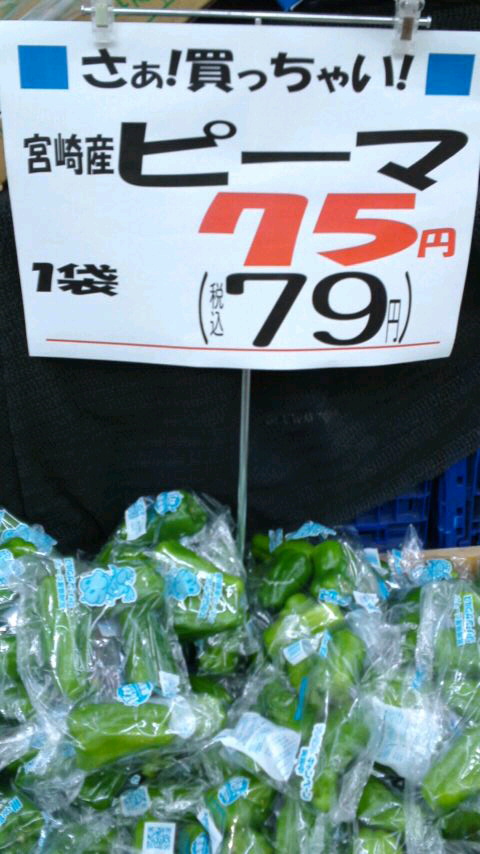 さぁ!買っちゃい!
宮崎産 ピーマ
75円
1袋
(税込79円)